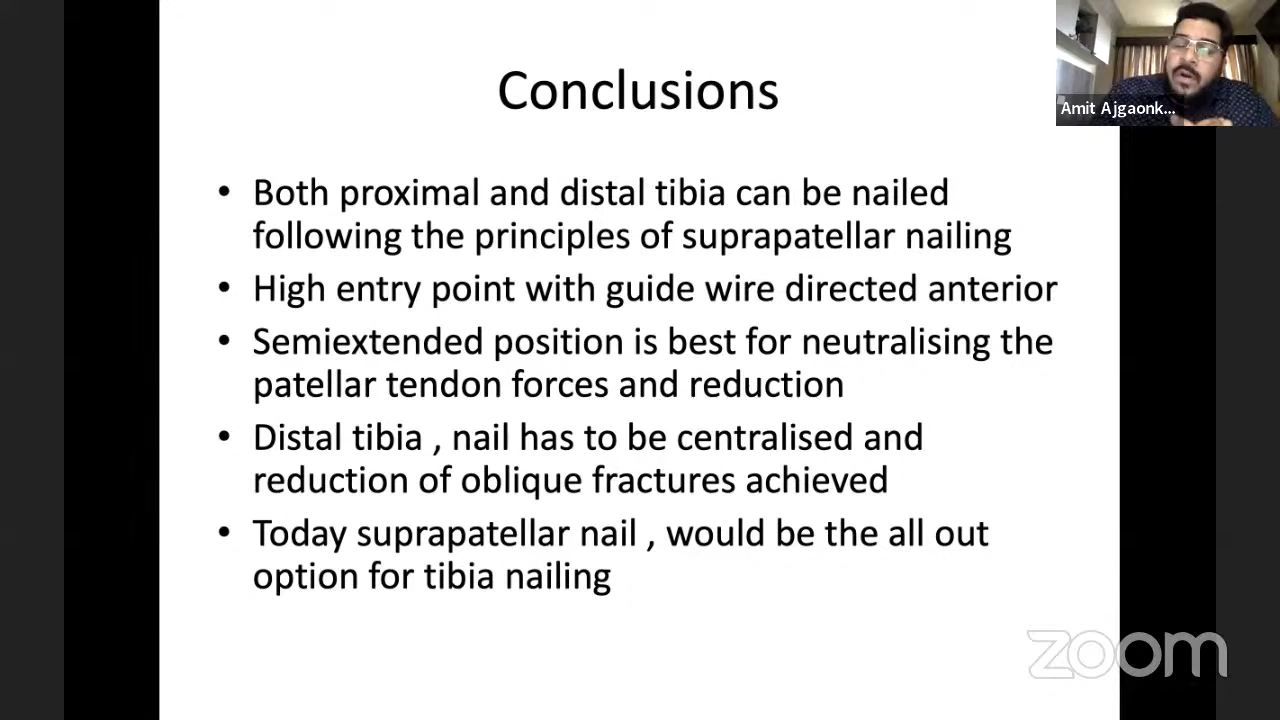 Conclusions
• Both proximal and distal tibia can be nailed
following the principles of suprapatellar nailing
• High entry point with guide wire directed anterior
• Semiextended position is best for neutralising the
patellar tendon forces and reduction
• Distal tibia , nail has to be centralised and
reduction of oblique fractures achieved
• Today suprapatellar nail , would be the all out
option for tibia nailing
Amit Ajgaonk...
zoom